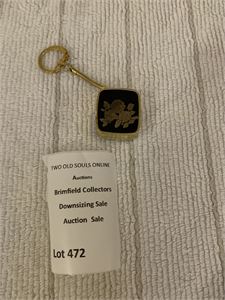 TWO OLD SOULS ONLINE
Auctions
Brimfield Collectors
Downsizing Sale
Auction Sale
Lot 472